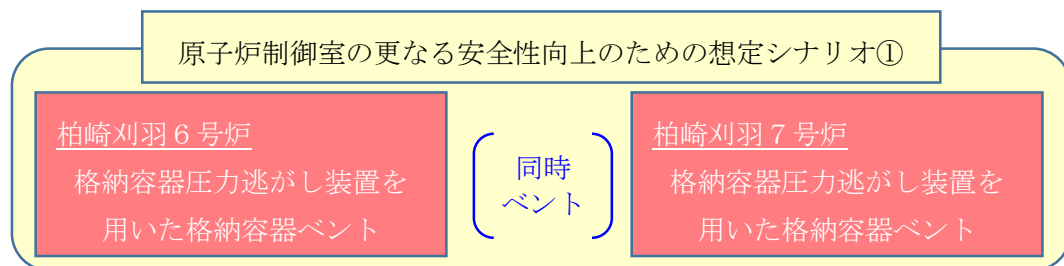 原子炉制御室の更なる安全性向上のための想定シナリオ①
柏崎刈羽6号炉
格納容器圧力逃がし装置を
用いた格納容器ベント
同時
ベント
柏崎刈羽7号炉
格納容器圧力逃がし装置を
用いた格納容器ベント